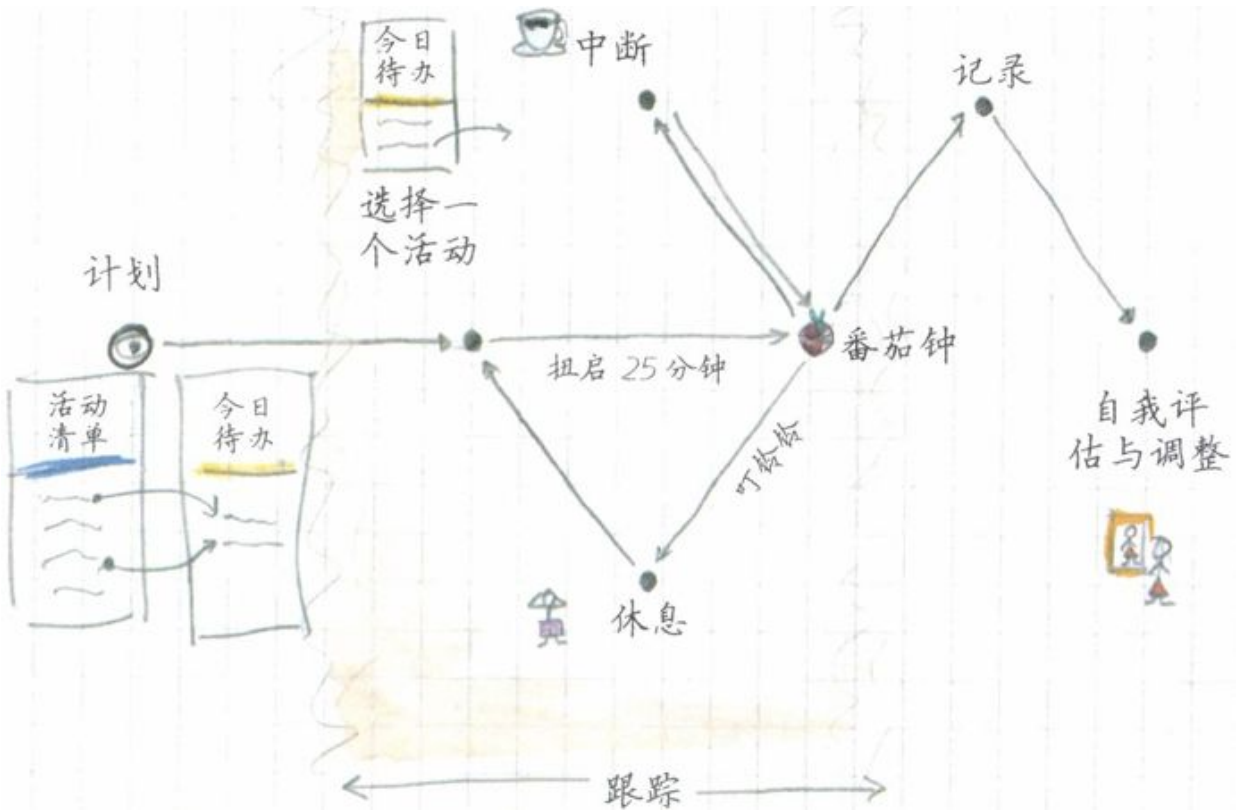 今日
待办
中断
记录
选择一
个活动
计划
扭启 25 分钟
番茄钟
活动
清单
今日
待办
叮铃铃
自我评
估与调整
休息
跟踪